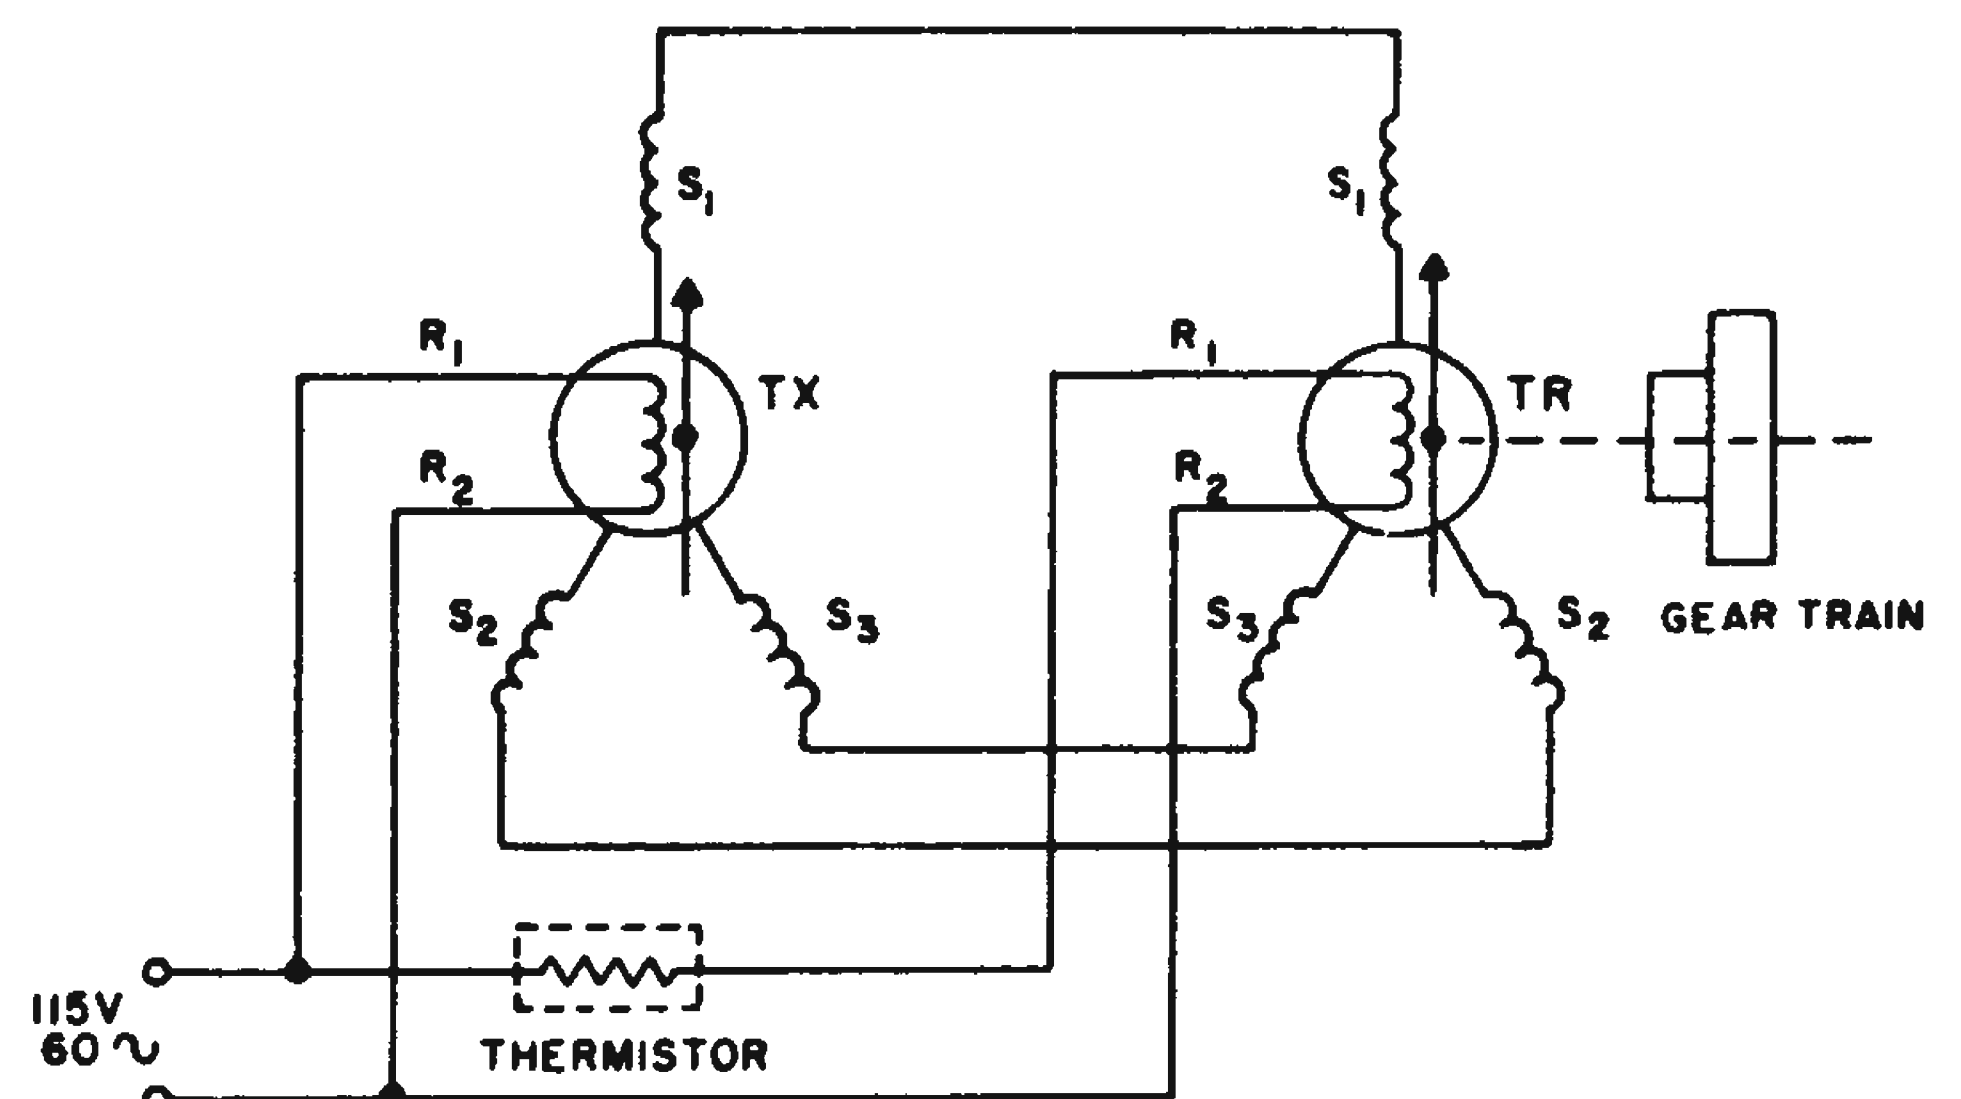 S1
S1
R1
R1
TX
TR
R2
R2
S2
S3
S3
S2
GEAR TRAIN
115V
60 ~
THERMISTOR